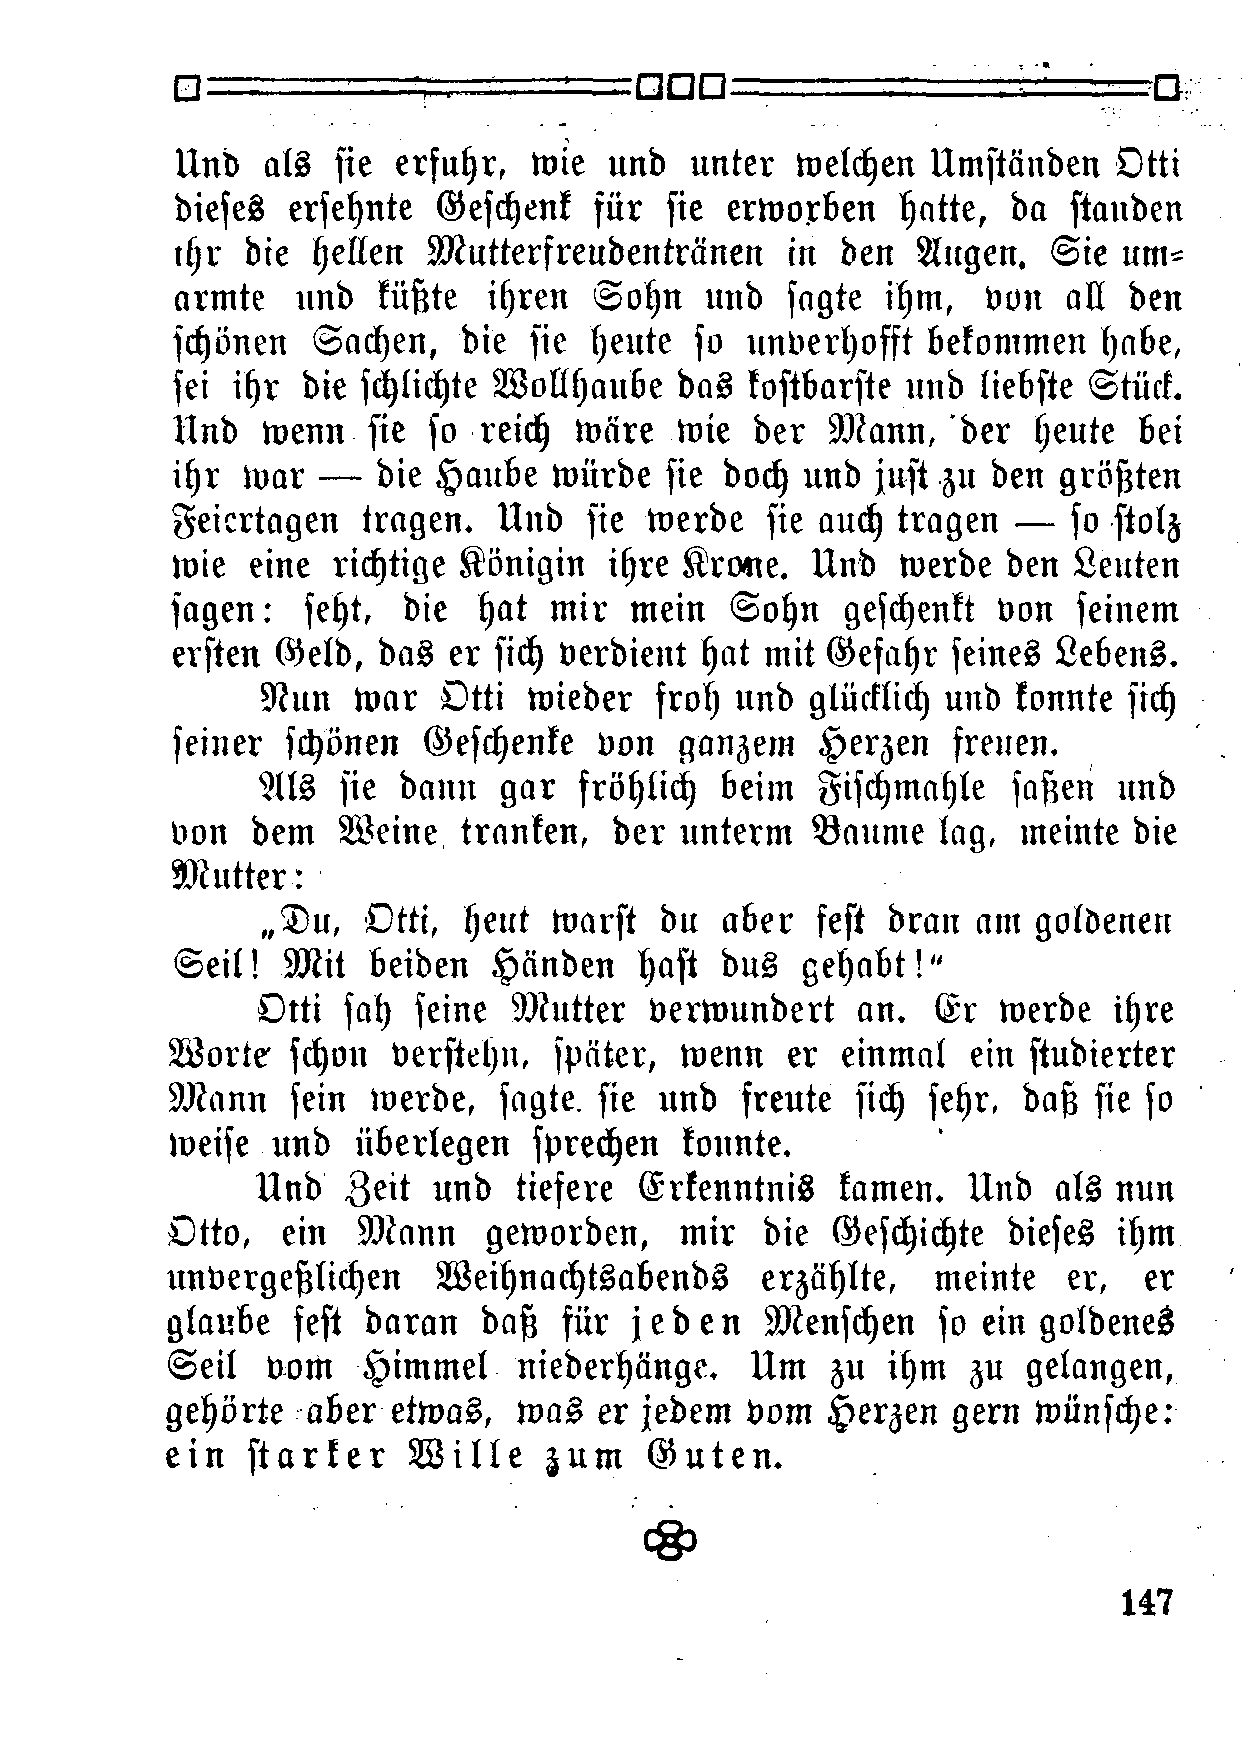 Und als sie erfuhr, wie und unter welchen Umständen Otti
dieses ersehnte Geschenk für sie erworben hatte, da standen
ihr die hellen Mutterfreudentränen in den Augen. Sie um-
armte und küßte ihren Sohn und sagte ihm, von all den
schönen Sachen, die sie heute so unverhofft bekommen habe,
sei ihr die schlichte Wollhaube das kostbarste und liebste Stück.
Und wenn sie so reich wäre wie der Mann, der heute bei
ihr war — die Haube würde sie doch und just zu den größten
Feiertagen tragen. Und sie werde sie auch tragen — so stolz
wie eine richtige Königin ihre Krone. Und werde den Leuten
sagen: seht, die hat mir mein Sohn geschenkt von seinem
ersten Geld, das er sich verdient hat mit Gefahr seines Lebens.
Nun war Otti wieder froh und glücklich und konnte sich
seiner schönen Geschenke von ganzem Herzen freuen.
Als sie dann gar fröhlich beim Fischmahle saßen und
von dem Weine tranken, der unterm Baume lag, meinte die
Mutter:
„Du, Otti, heut warst du aber fest dran am goldenen
Seil! Mit beiden Händen hast dus gehabt!“
Otti sah seine Mutter verwundert an. Er werde ihre
Worte schon verstehn, später, wenn er einmal ein studierter
Mann sein werde, sagte sie und freute sich sehr, daß sie so
weise und überlegen sprechen konnte.
Und Zeit und tiefere Erkenntnis kamen. Und als nun
Otto, ein Mann geworden, mir die Geschichte dieses ihm
unvergeßlichen Weihnachtsabends erzählte, meinte er, er
glaube fest daran daß für jeden Menschen so ein goldenes
Seil vom Himmel niederhänge. Um zu ihm zu gelangen,
gehörte aber etwas, was er jedem vom Herzen gern wünsche:
ein starker Wille zum Guten.
147